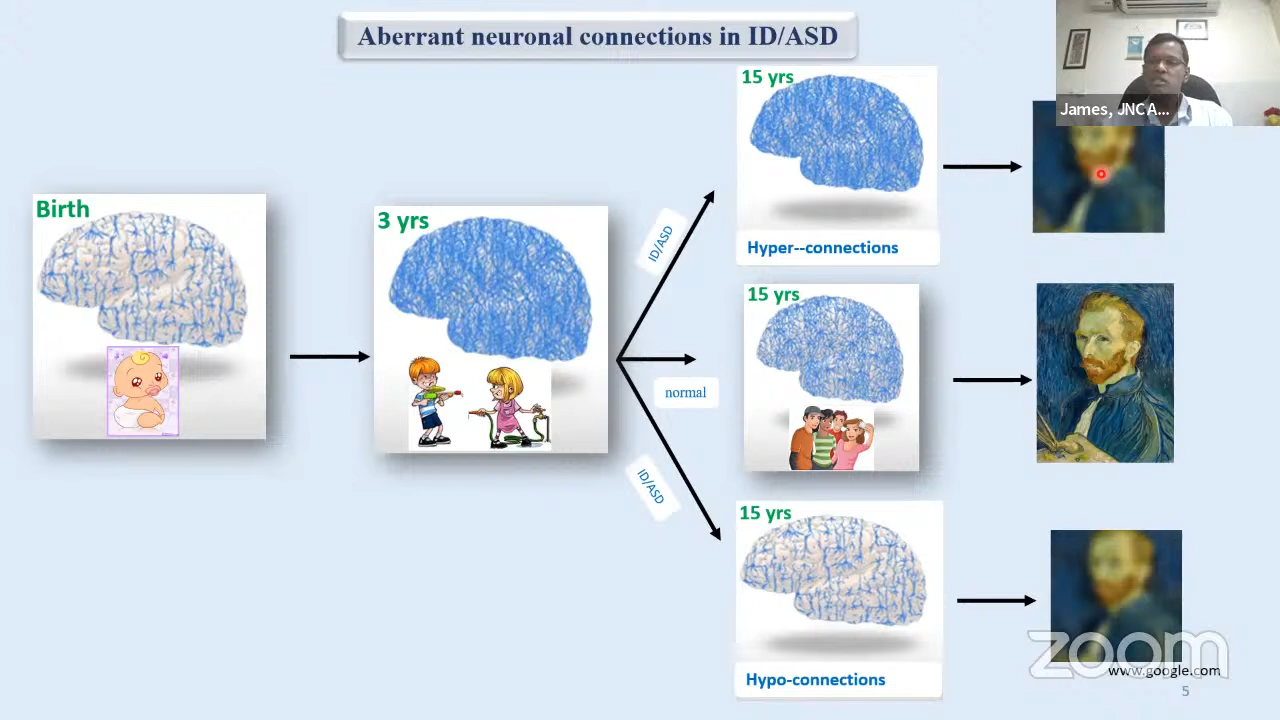 Aberrant neuronal connections in ID/ASD
James, JNC A...
Birth
3 yrs
ID/ASD
normal
ID/ASD
15 yrs
Hyper--connections
15 yrs
15 yrs
Hypo-connections
zoom
www.google.com
5